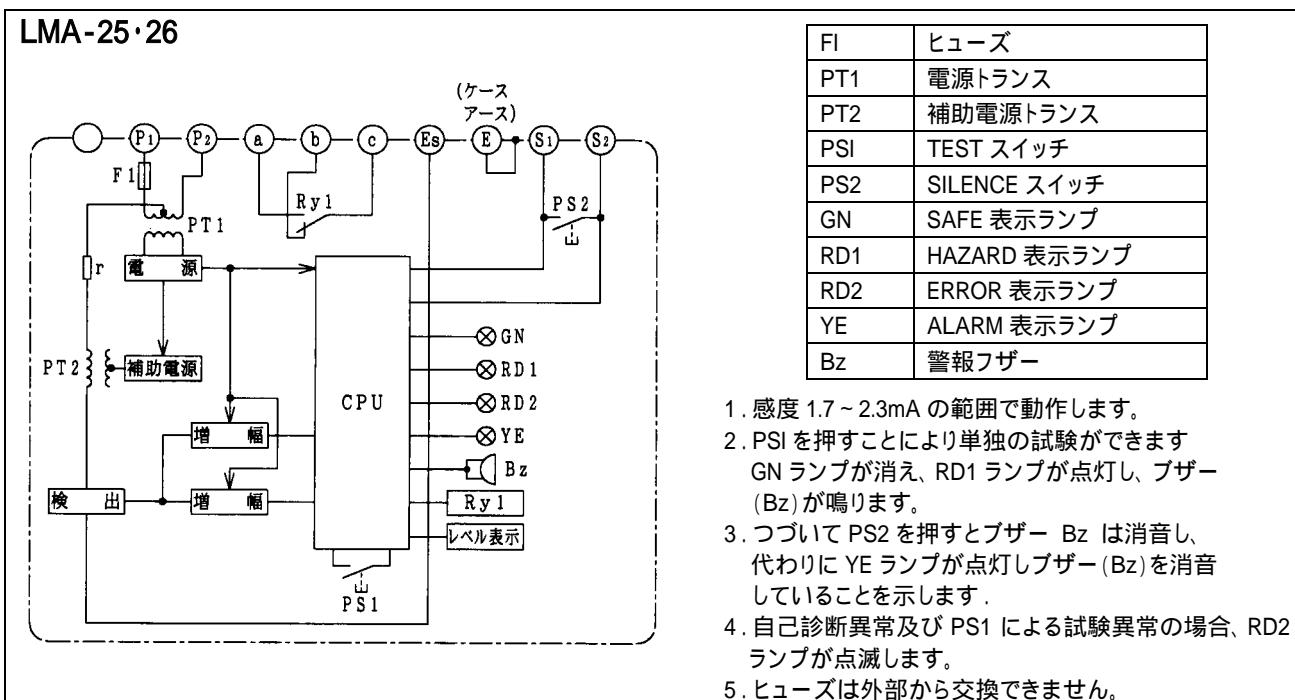 LMA-25・26
(ケース
アース)
P1
P2
a
b
c
Es
E
S1
S2
F1
Ry1
PS2
PT1
r
電 源
PT2
補助電源
CPU
GN
RD1
RD2
YE
Bz
増 幅
検 出
増 幅
Ry1
レベル表示
PS1
FI ヒューズ
PT1 電源トランス
PT2 補助電源トランス
PSI TEST スイッチ
PS2 SILENCE スイッチ
GN SAFE 表示ランプ
RD1 HAZARD 表示ランプ
RD2 ERROR 表示ランプ
YE ALARM 表示ランプ
Bz 警報フザー
1.感度 1.7~2.3mA の範囲で動作します。
2.PSI を押すことにより単独の試験ができます
GN ランプが消え、RD1 ランプが点灯し、ブザー
(Bz)が鳴ります。
3.つづいて PS2 を押すとブザー Bz は消音し、
代わりに YE ランプが点灯しブザー(Bz)を消音
していることを示します.
4.自己診断異常及び PS1 による試験異常の場合、RD2
ランプが点滅します。
5.ヒューズは外部から交換できません。